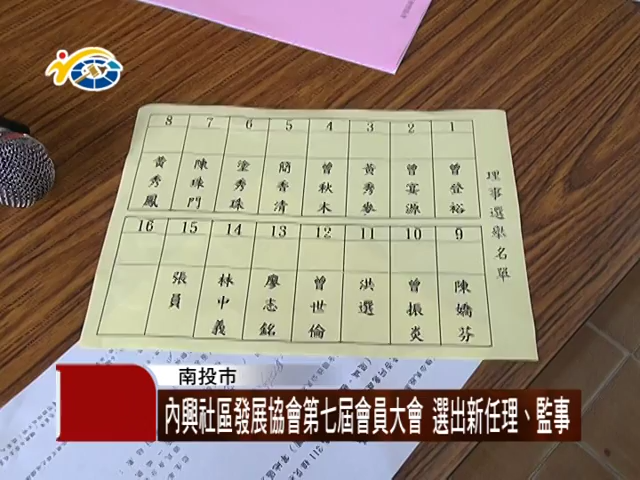 理事選舉名單
1 2 3 4 5 6 7 8
曾登裕
曾宴源
黃秀參
曾秋木
簡秀清
塗秀珠
陳珠門
黃秀鳳
9 10 11 12 13 14 15 16
陳嬌芬
曾振炎
洪選
曾世倫
廖志銘
林中義
張員
南投市
內興社區發展協會第七屆會員大會 選出新任理、監事